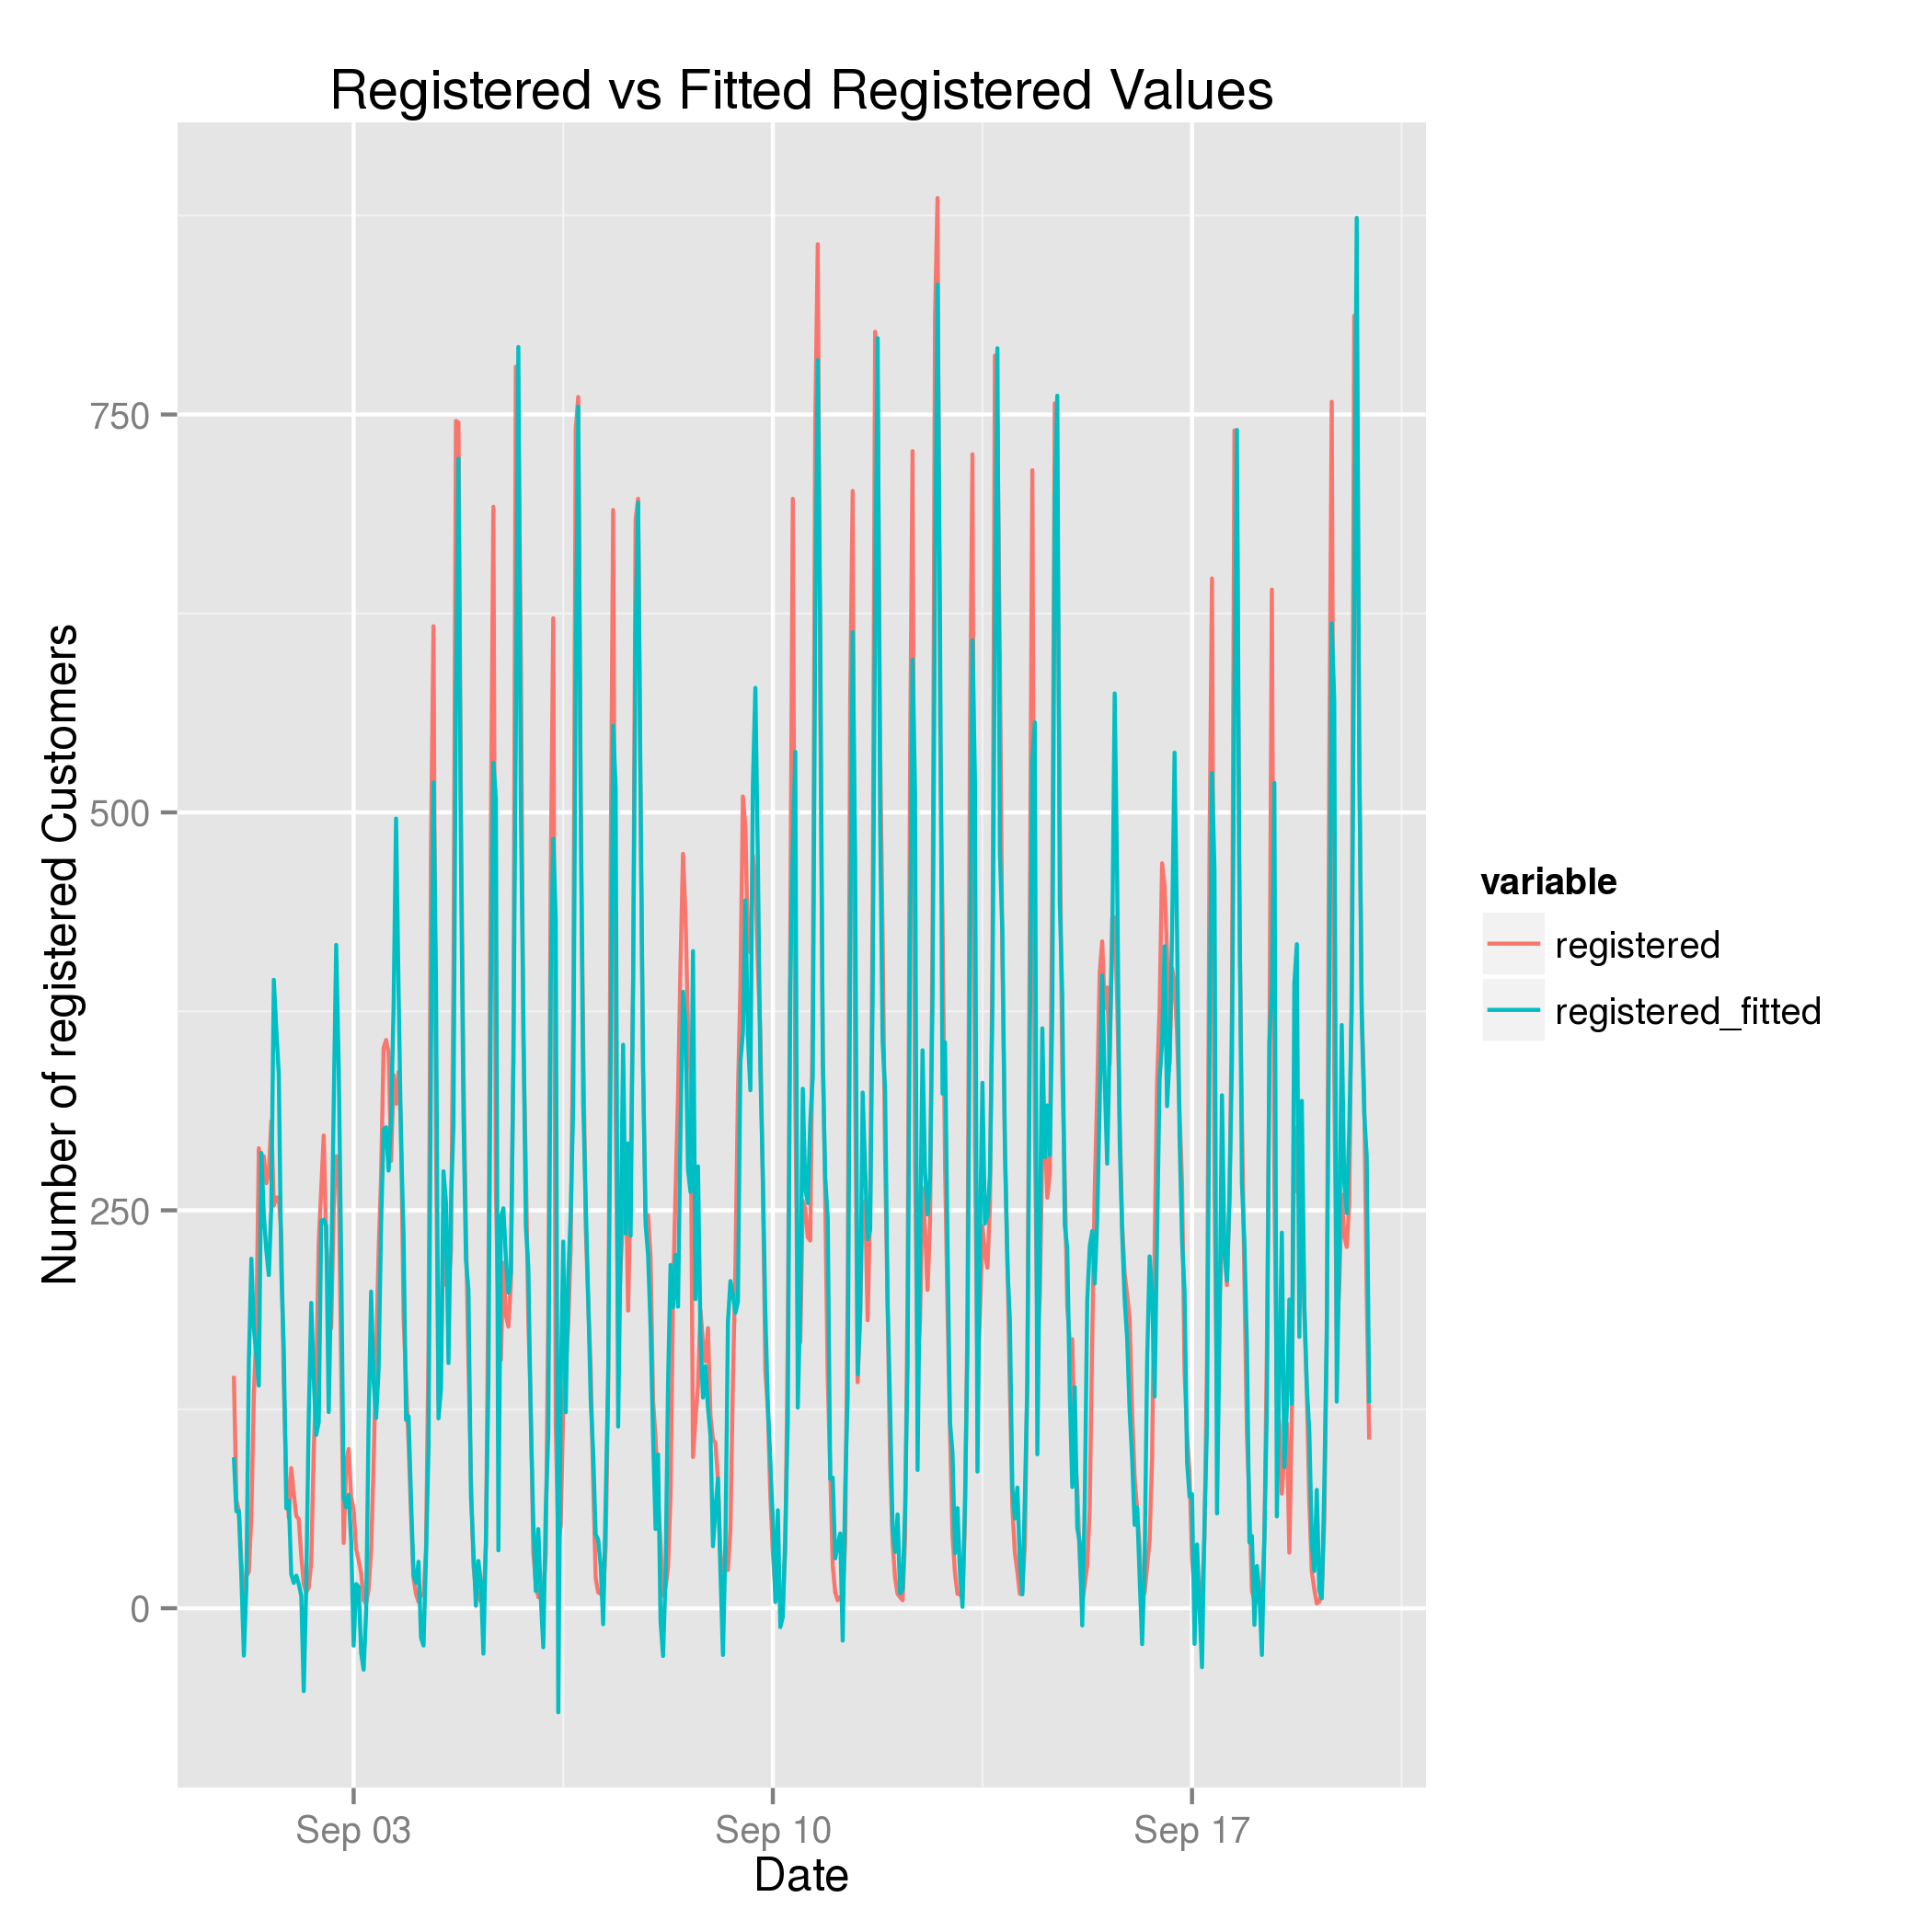 Registered vs Fitted Registered Values
Number of registered Customers
750
500
250
0
Sep 03
Sep 10
Sep 17
Date
variable
registered
registered_fitted